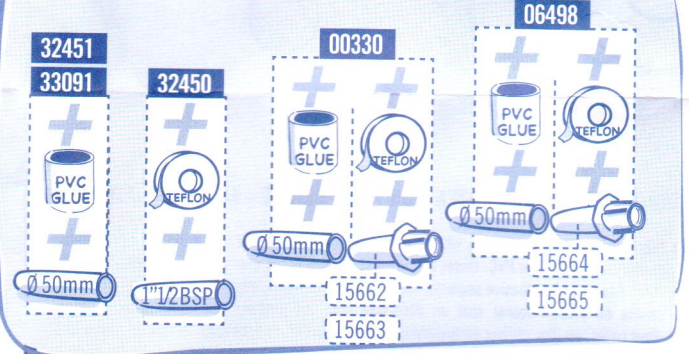 32451
33091
PVC
GLUE
Ø 50mm
32450
TEFLON
1"1/2BSP
00330
PVC
GLUE
TEFLON
Ø 50mm
15662
15663
06498
PVC
GLUE
TEFLON
Ø 50mm
15664
15665